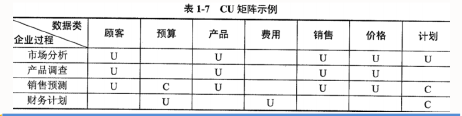 表 1-7 CU 矩阵示例
数据类
企业过程 顾客 预算 产品 费用 销售 价格 计划
市场分析 U U U U U
产品调查 U U U U
销售预测 U C U U U C
财务计划 U U C